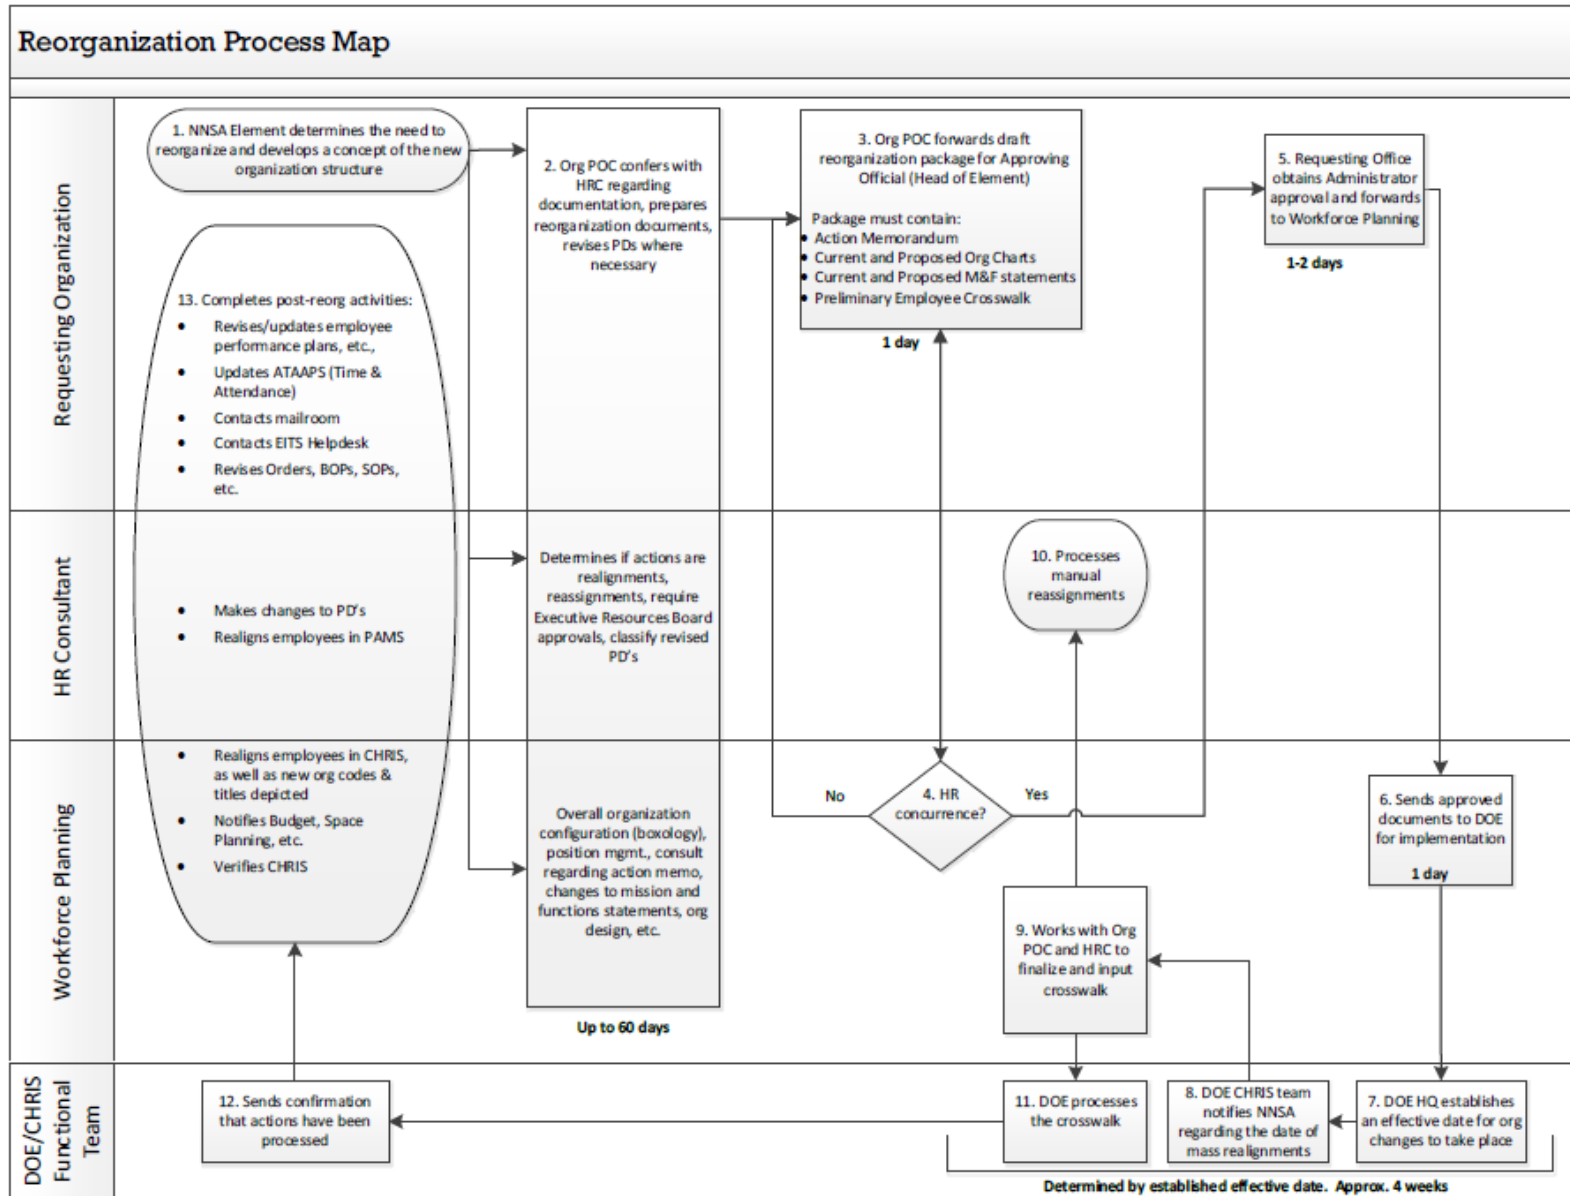 Reorganization Process Map
Requesting Organization
1. NNSA Element determines the need to
reorganize and develops a concept of the new
organization structure
2. Org POC confers with
HRC regarding
documentation, prepares
reorganization documents,
revises PDs where
necessary
3. Org POC forwards draft
reorganization package for Approving
Official (Head of Element)
Package must contain:
• Action Memorandum
• Current and Proposed Org Charts
• Current and Proposed M&F statements
• Preliminary Employee Crosswalk
1 day
5. Requesting Office
obtains Administrator
approval and forwards
to Workforce Planning
1-2 days
13. Completes post-reorg activities:
• Revises/updates employee
performance plans, etc.,
• Updates ATAAPS (Time &
Attendance)
• Contacts mailroom
• Contacts EITS Helpdesk
• Revises Orders, BOPs, SOPs,
etc.
HR Consultant
• Makes changes to PD's
• Realigns employees in PAMS
Determines if actions are
realignments,
reassignments, require
Executive Resources Board
approvals, classify revised
PD's
10. Processes
manual
reassignments
Workforce Planning
• Realigns employees in CHRIS,
as well as new org codes &
titles depicted
• Notifies Budget, Space
Planning, etc.
• Verifies CHRIS
Overall organization
configuration (boxology),
position mgmt., consult
regarding action memo,
changes to mission and
functions statements, org
design, etc.
Up to 60 days
No
4. HR
concurrence?
Yes
6. Sends approved
documents to DOE
for implementation
1 day
9. Works with Org
POC and HRC to
finalize and input
crosswalk
DOE/CHRIS
Functional
Team
12. Sends confirmation
that actions have been
processed
11. DOE processes
the crosswalk
8. DOE CHRIS team
notifies NNSA
regarding the date of
mass realignments
7. DOE HQ establishes
an effective date for org
changes to take place
Determined by established effective date. Approx. 4 weeks